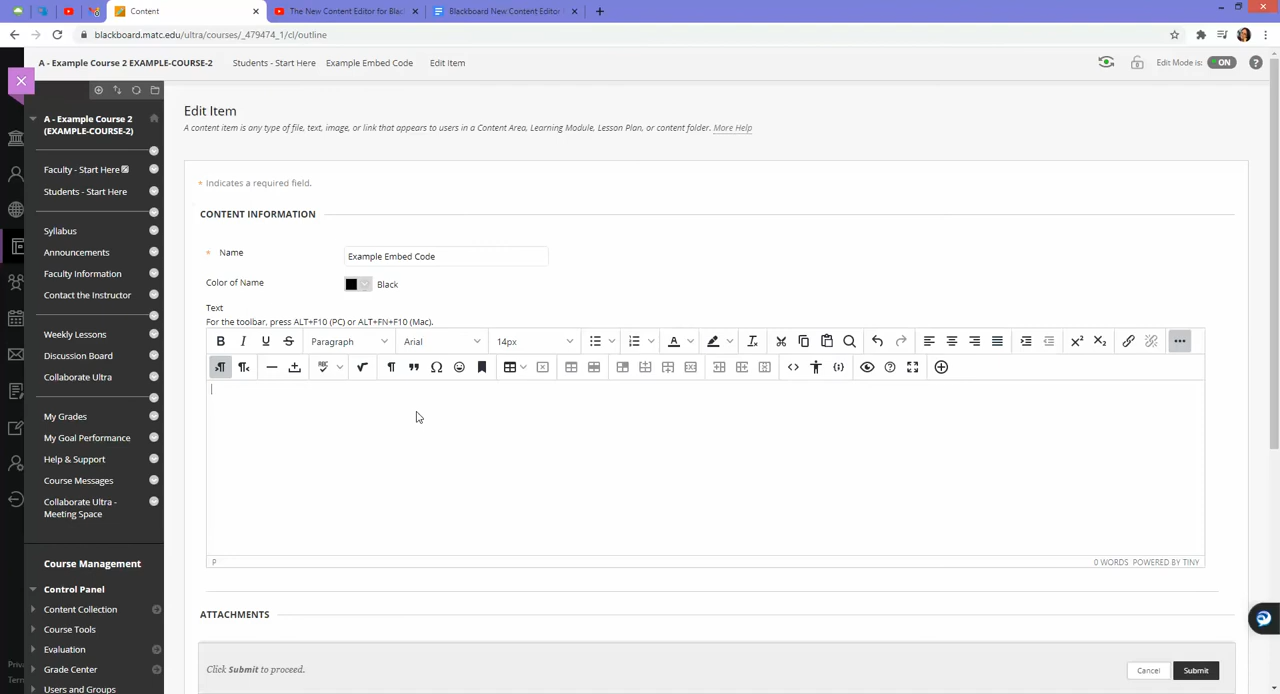 Content
The New Content Editor for Blac
Blackboard New Content Editor
blackboard.matc.edu/ultra/courses/_479474_1/cl/outline
A - Example Course 2 EXAMPLE-COURSE-2
Students - Start Here
Example Embed Code
Edit Item
Edit Mode is:
ON
A - Example Course 2
(EXAMPLE-COURSE-2)
Faculty - Start Here
Students - Start Here
Syllabus
Announcements
Faculty Information
Contact the Instructor
Weekly Lessons
Discussion Board
Collaborate Ultra
My Grades
My Goal Performance
Help & Support
Course Messages
Collaborate Ultra -
Meeting Space
Course Management
Control Panel
Content Collection
Course Tools
Evaluation
Grade Center
Users and Groups
Priva
Term
Edit Item
A content item is any type of file, text, image, or link that appears to users in a Content Area, Learning Module, Lesson Plan, or content folder. More Help
* Indicates a required field.
CONTENT INFORMATION
* Name
Example Embed Code
Color of Name
Black
Text
For the toolbar, press ALT+F10 (PC) or ALT+FN+F10 (Mac).
B I U S Paragraph Arial 14px
P
0 WORDS POWERED BY TINY
ATTACHMENTS
Click Submit to proceed.
Cancel
Submit